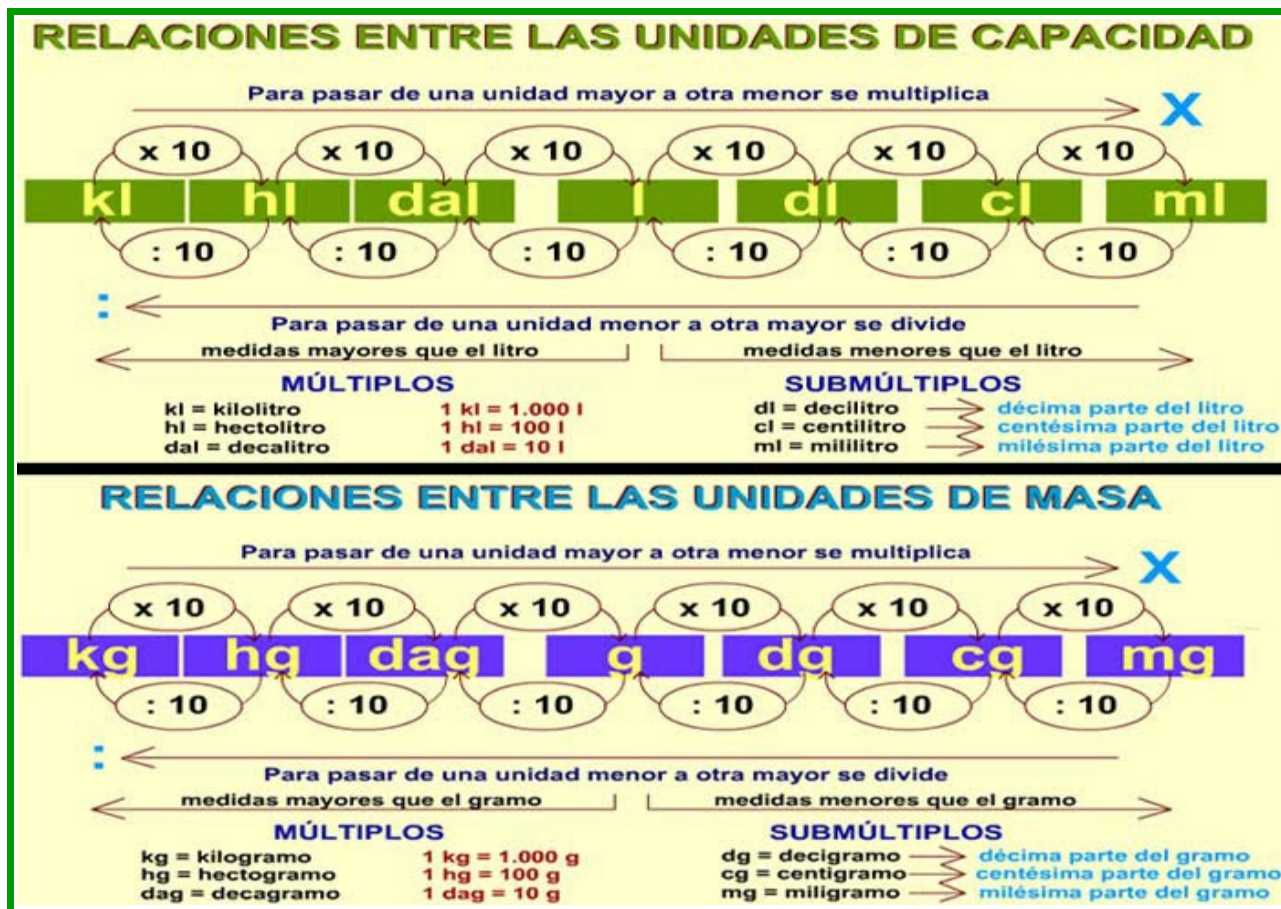 RELACIONES ENTRE LAS UNIDADES DE CAPACIDAD
Para pasar de una unidad mayor a otra menor se multiplica X
x 10 x 10 x 10 x 10 x 10 x 10
kl hl dal l dl cl ml
: 10 : 10 : 10 : 10 : 10 : 10
:
Para pasar de una unidad menor a otra mayor se divide
medidas mayores que el litro medidas menores que el litro
MÚLTIPLOS SUBMÚLTIPLOS
kl = kilolitro 1 kl = 1.000 l dl = decilitro décima parte del litro
hl = hectolitro 1 hl = 100 l cl = centilitro centésima parte del litro
dal = decalitro 1 dal = 10 l ml = mililitro milésima parte del litro
RELACIONES ENTRE LAS UNIDADES DE MASA
Para pasar de una unidad mayor a otra menor se multiplica X
x 10 x 10 x 10 x 10 x 10 x 10
kg hg dag g dg cg mg
: 10 : 10 : 10 : 10 : 10 : 10
:
Para pasar de una unidad menor a otra mayor se divide
medidas mayores que el gramo medidas menores que el gramo
MÚLTIPLOS SUBMÚLTIPLOS
kg = kilogramo 1 kg = 1.000 g dg = decigramo décima parte del gramo
hg = hectogramo 1 hg = 100 g cg = centigramo centésima parte del gramo
dag = decagramo 1 dag = 10 g mg = miligramo milésima parte del gramo